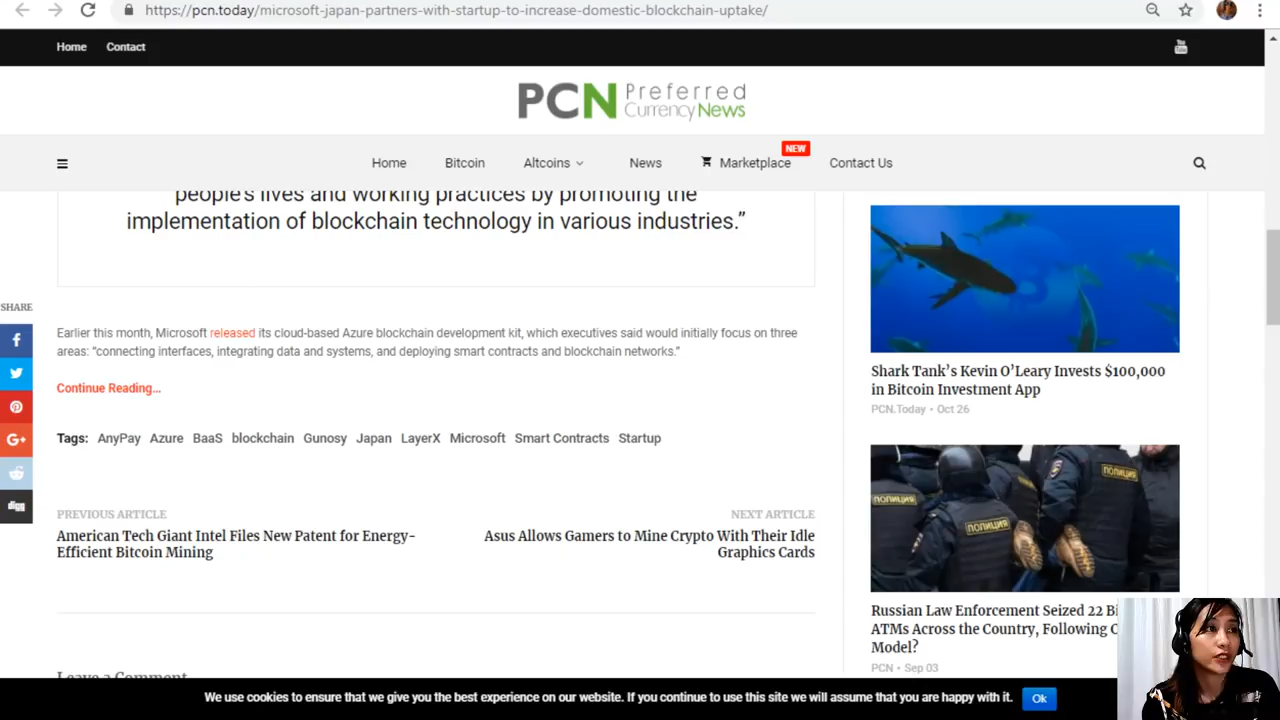 https://pcn.today/microsoft-japan-partners-with-startup-to-increase-domestic-blockchain-uptake/
Home Contact
You Tube
PCN Preferred Currency News
Home Bitcoin Altcoins News Marketplace NEW Contact Us
people's lives and working practices by promoting the
implementation of blockchain technology in various industries.”
SHARE
Earlier this month, Microsoft released its cloud-based Azure blockchain development kit, which executives said would initially focus on three
areas: “connecting interfaces, integrating data and systems, and deploying smart contracts and blockchain networks.”
Continue Reading...
Tags: AnyPay Azure BaaS blockchain Gunosy Japan LayerX Microsoft Smart Contracts Startup
PREVIOUS ARTICLE
American Tech Giant Intel Files New Patent for Energy-
Efficient Bitcoin Mining
NEXT ARTICLE
Asus Allows Gamers to Mine Crypto With Their Idle
Graphics Cards
Leave a Comment
digg
Shark Tank’s Kevin O’Leary Invests $100,000
in Bitcoin Investment App
PCN.Today • Oct 26
ПОЛИЦИЯ
ПОЛИЦИЯ
ПОЛИЦИЯ
Russian Law Enforcement Seized 22 Bi
ATMs Across the Country, Following C
Model?
PCN • Sep 03
We use cookies to ensure that we give you the best experience on our website. If you continue to use this site we will assume that you are happy with it. Ok